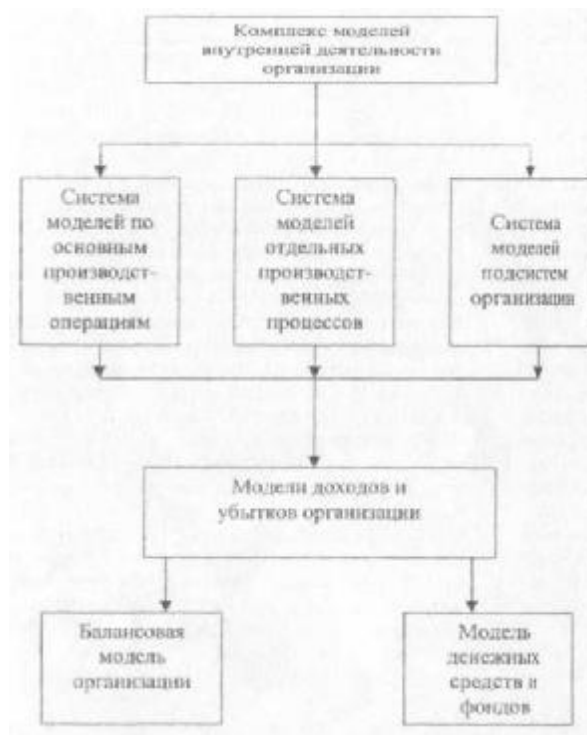 Комплекс моделей
внутренней деятельности
организации
Система
моделей по
основным
производст-
венным
операциям
Система
моделей
отдельных
производст-
венных
процессов
Система
моделей
подсистем
организации
Модели доходов и
убытков организации
Балансовая
модель
организации
Модель
денежных
средств и
фондов